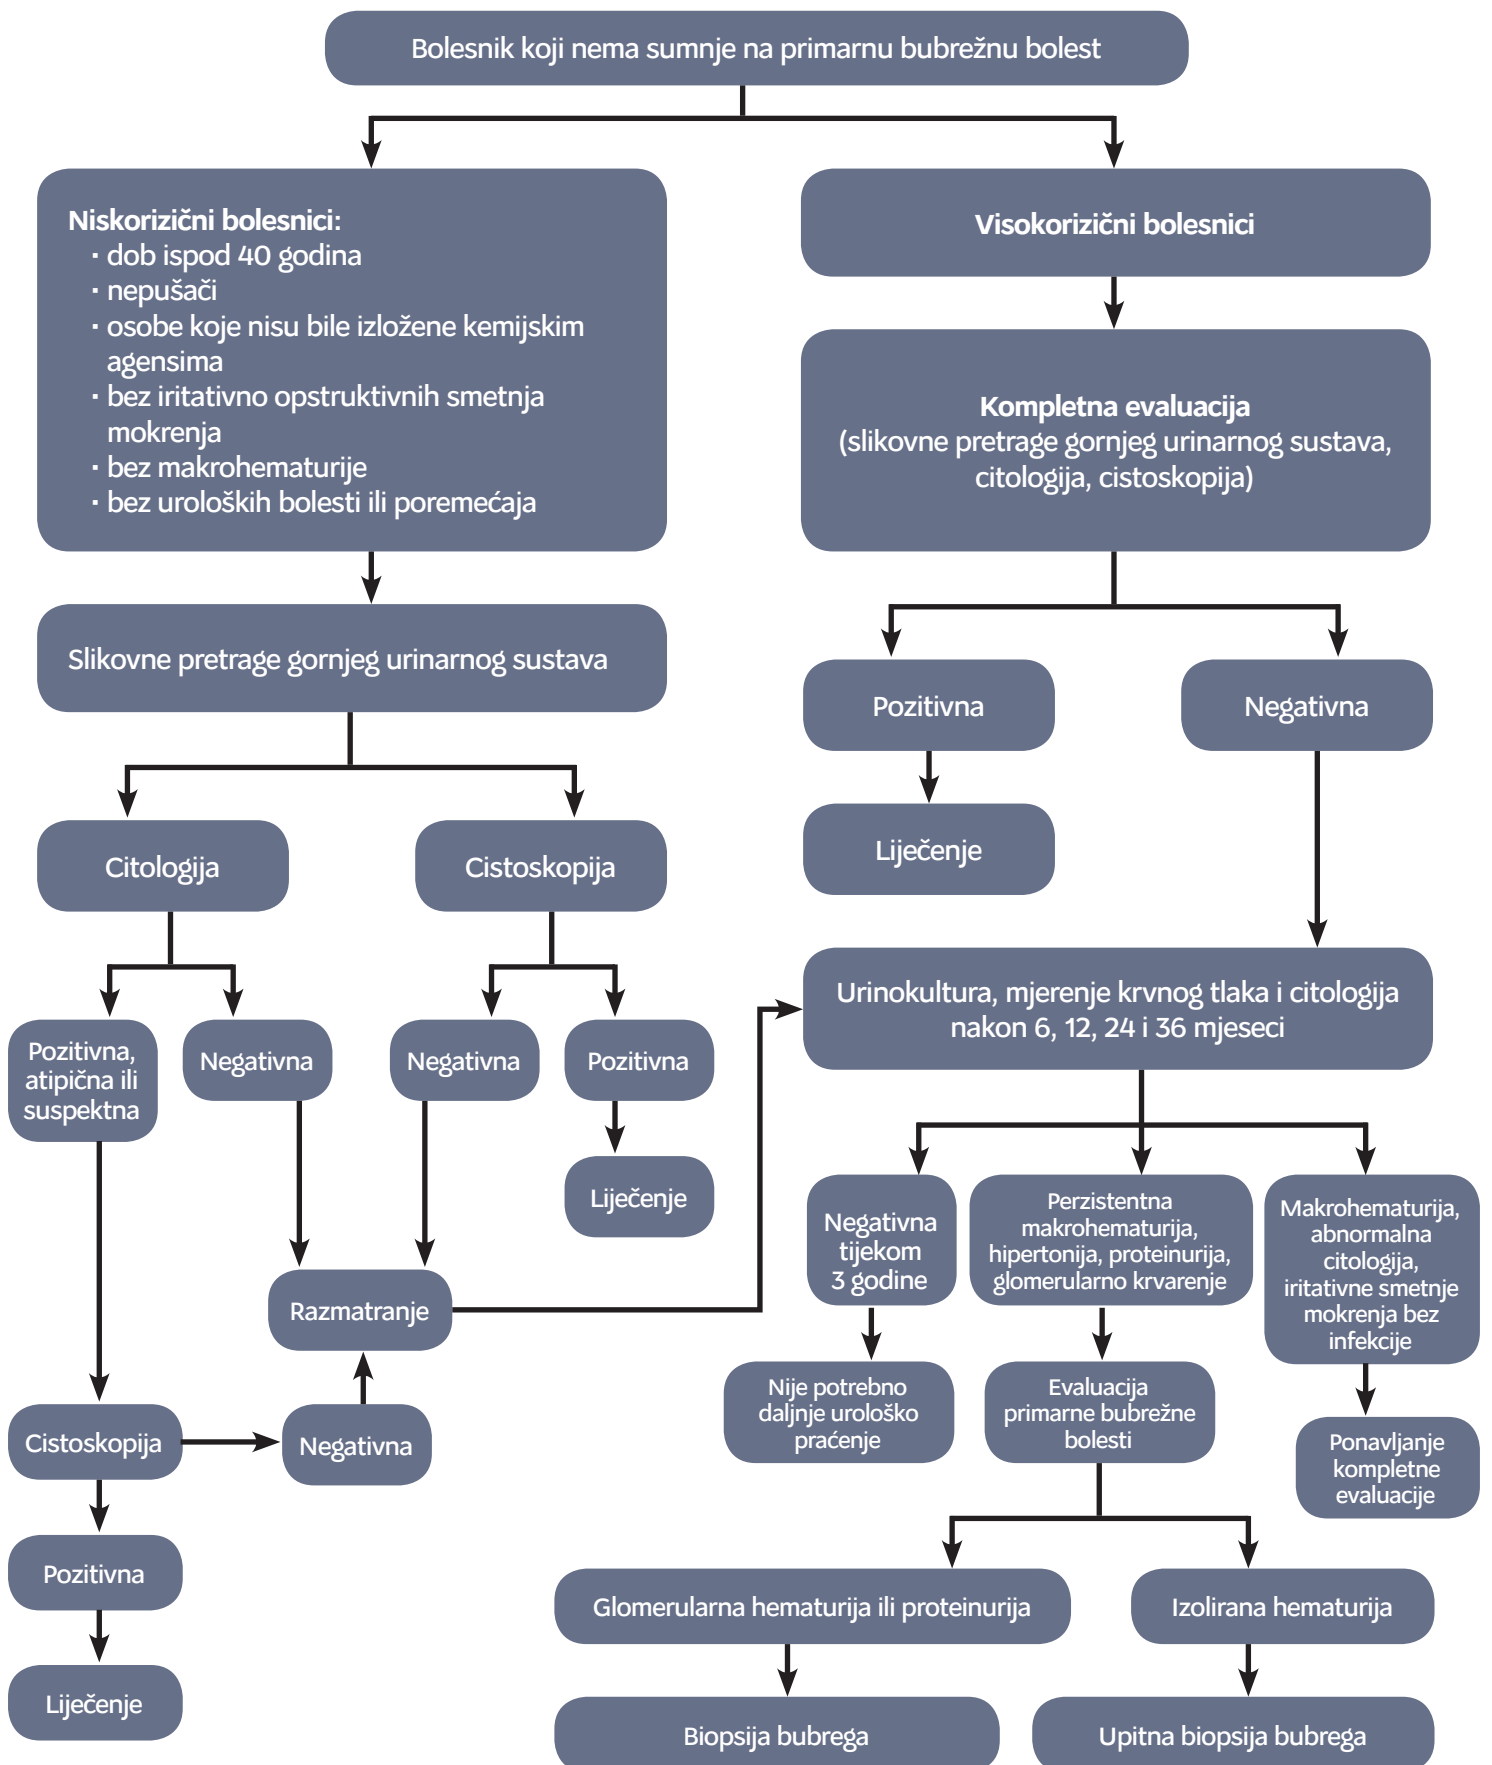 Bolesnik koji nema sumnje na primarnu bubrežnu bolest
Niskorizični bolesnici:
· dob ispod 40 godina
· nepušači
· osobe koje nisu bile izložene kemijskim
agensima
· bez iritativno opstruktivnih smetnja
mokrenja
· bez makrohematurije
· bez uroloških bolesti ili poremećaja
Visokorizični bolesnici
Kompletna evaluacija
(slikovne pretrage gornjeg urinarnog sustava,
citologija, cistoskopija)
Slikovne pretrage gornjeg urinarnog sustava
Pozitivna
Negativna
Liječenje
Citologija
Cistoskopija
Pozitivna,
atipična ili
suspektna
Negativna
Negativna
Pozitivna
Liječenje
Razmatranje
Cistoskopija
Negativna
Pozitivna
Liječenje
Urinokultura, mjerenje krvnog tlaka i citologija
nakon 6, 12, 24 i 36 mjeseci
Negativna
tijekom
3 godine
Perzistentna
makrohematurija,
hipertonija, proteinurija,
glomerularno krvarenje
Makrohematurija,
abnormalna
citologija,
iritativne smetnje
mokrenja bez
infekcije
Nije potrebno
daljnje urološko
praćenje
Evaluacija
primarne bubrežne
bolesti
Ponavljanje
kompletne
evaluacije
Glomerularna hematurija ili proteinurija
Izolirana hematurija
Biopsija bubrega
Upitna biopsija bubrega